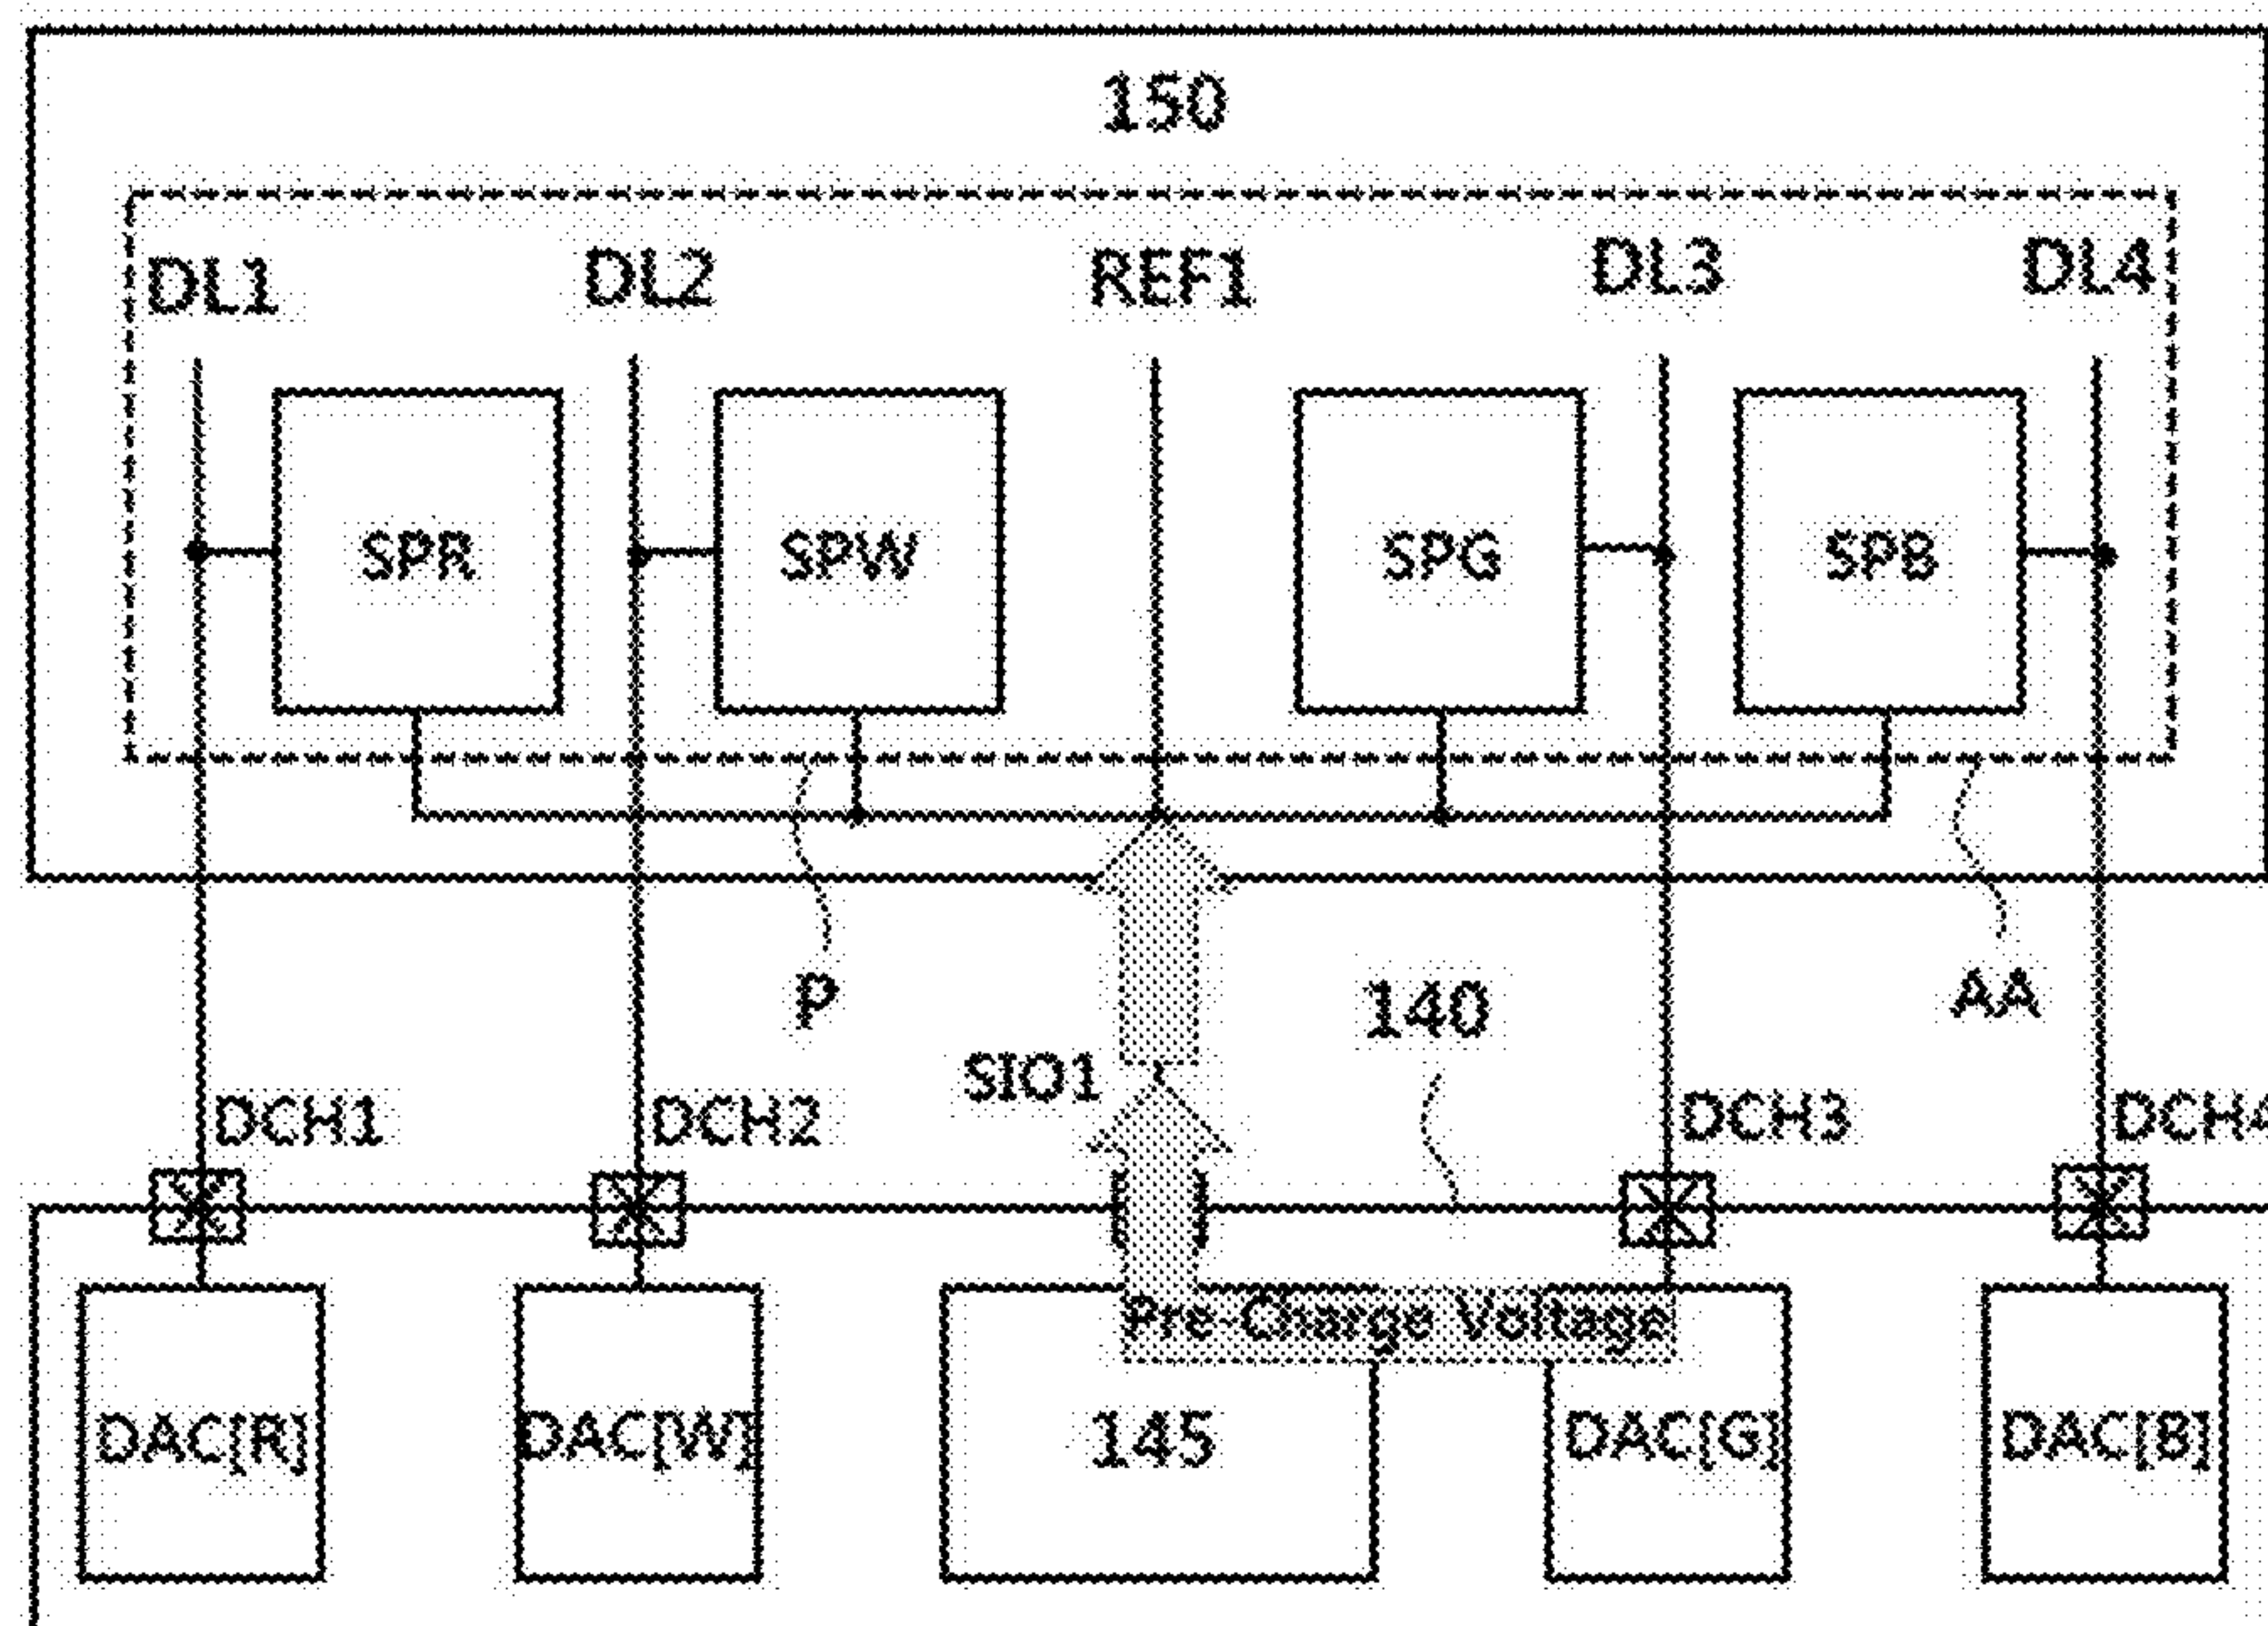 150
DL1 DL2 REF1 DL3 DL4
SPR SPW SPG SPB
P 140 AA
SIO1
DCH1 DCH2 DCH3 DCH4
Pre-Charge Voltage
DAC[R] DAC[W] 145 DAC[G] DAC[B]